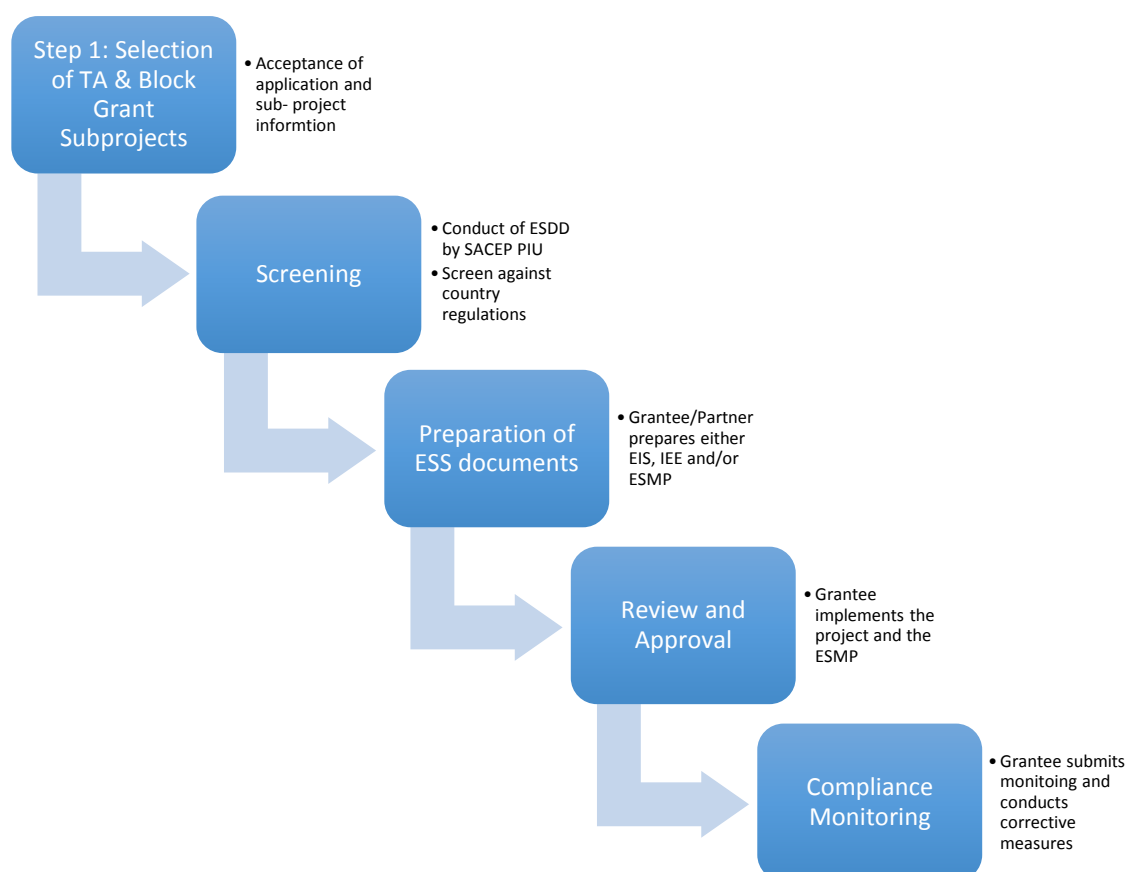 Step 1: Selection
of TA & Block
Grant
Subprojects
• Acceptance of
application and
sub- project
informtion
Screening
• Conduct of ESDD
by SACEP PIU
• Screen against
country
regulations
Preparation of
ESS documents
• Grantee/Partner
prepares either
EIS, IEE and/or
ESMP
Review and
Approval
• Grantee
implements the
project and the
ESMP
Compliance
Monitoring
• Grantee submits
monitoing and
conducts
corrective
measures